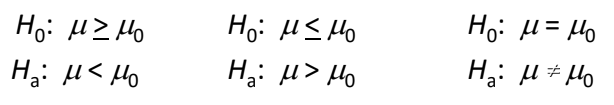 H₀: μ ≥ μ₀ H₀: μ ≤ μ₀ H₀: μ = μ₀
Hₐ: μ < μ₀ Hₐ: μ > μ₀ Hₐ: μ ≠ μ₀